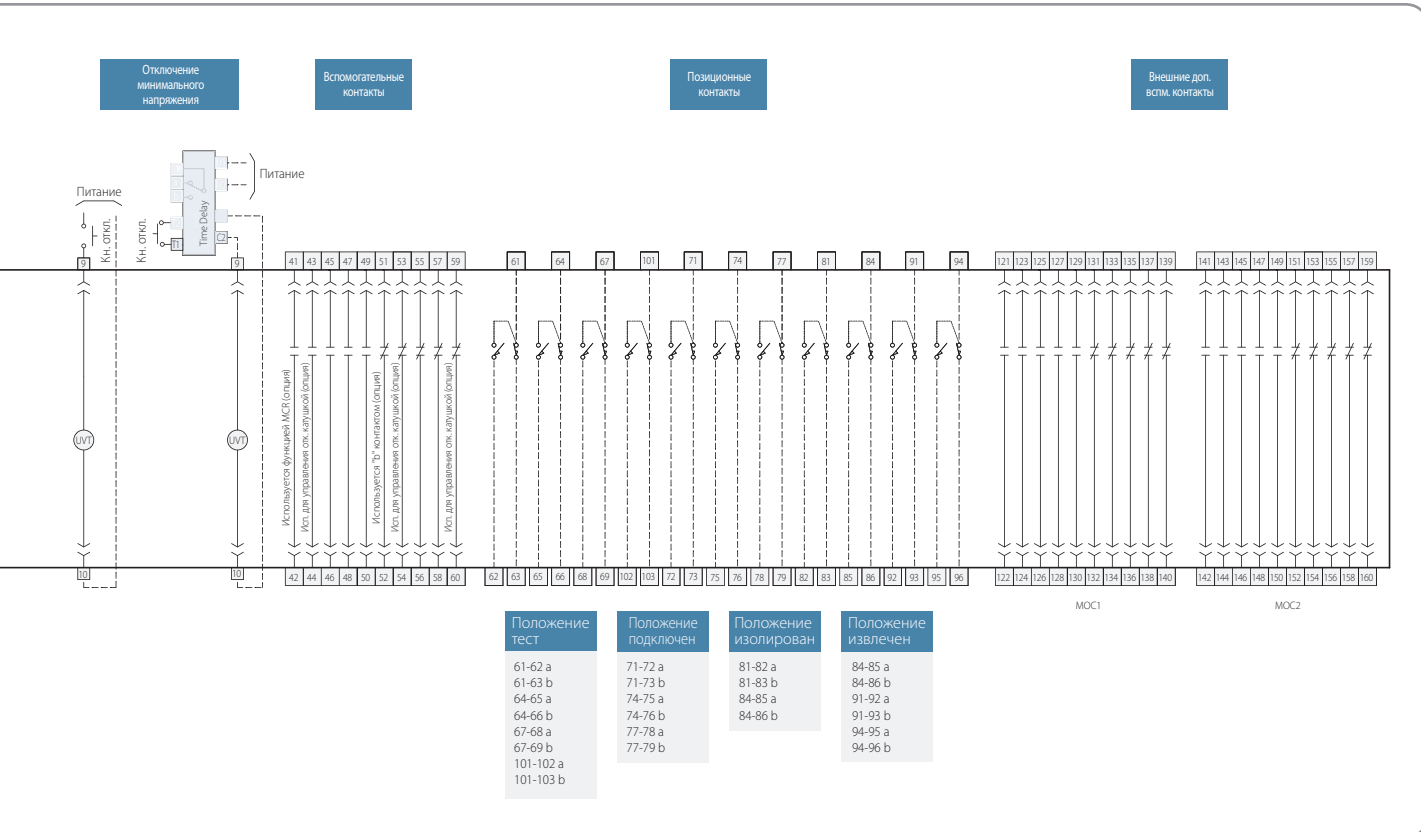 Отключение
минимального
напряжения
Вспомогательные
контакты
Позиционные
контакты
Внешние доп.
вспм. контакты
Питание
Кн. откл.
Кн. откл.
T1
Time Delay
C2
Питание
9
9
41 43 45 47 49 51 53 55 57 59
61 64 67 101 71 74 77 81 84 91 94
121 123 125 127 129 131 133 135 137 139
141 143 145 147 149 151 153 155 157 159
UVT
UVT
Используется функцией MCR (опция)
Исп. для управления отк. катушкой (опция)
Используется "b" контактом (опция)
Исп. для управления отк. катушкой (опция)
Исп. для управления отк. катушкой (опция)
10
10
42 44 46 48 50 52 54 56 58 60
62 63 65 66 68 69 102 103 72 73 75 76 78 79 82 83 85 86 92 93 95 96
122 124 126 128 130 132 134 136 138 140
142 144 146 148 150 152 154 156 158 160
MOC1
MOC2
Положение
тест
61-62 a
61-63 b
64-65 a
64-66 b
67-68 a
67-69 b
101-102 a
101-103 b
Положение
подключен
71-72 a
71-73 b
74-75 a
74-76 b
77-78 a
77-79 b
Положение
изолирован
81-82 a
81-83 b
84-85 a
84-86 b
Положение
извлечен
84-85 a
84-86 b
91-92 a
91-93 b
94-95 a
94-96 b